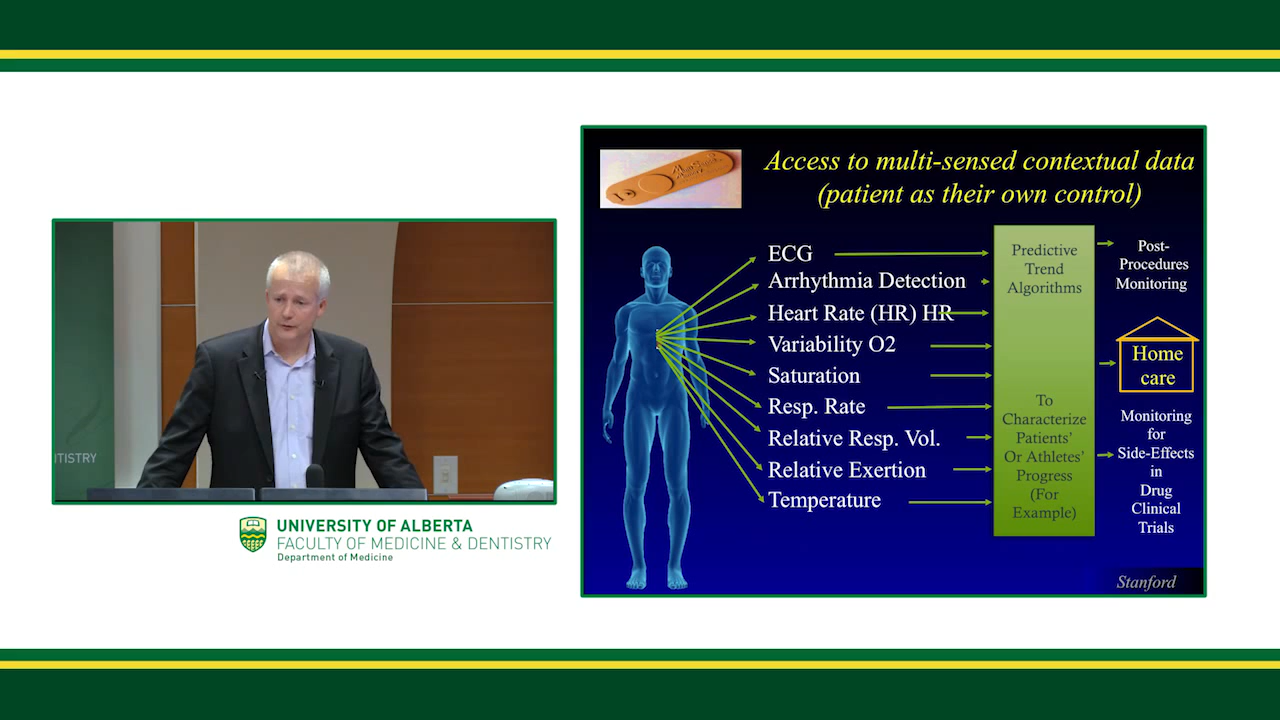 Access to multi-sensed contextual data
(patient as their own control)
ECG
Arrhythmia Detection
Heart Rate (HR) HR
Variability O2
Saturation
Resp. Rate
Relative Resp. Vol.
Relative Exertion
Temperature
Predictive
Trend
Algorithms
To
Characterize
Patients'
Or Athletes'
Progress
(For
Example)
Post-
Procedures
Monitoring
Home
care
Monitoring
for
Side-Effects
in
Drug
Clinical
Trials
Stanford
TISTRY
UNIVERSITY OF ALBERTA
FACULTY OF MEDICINE & DENTISTRY
Department of Medicine